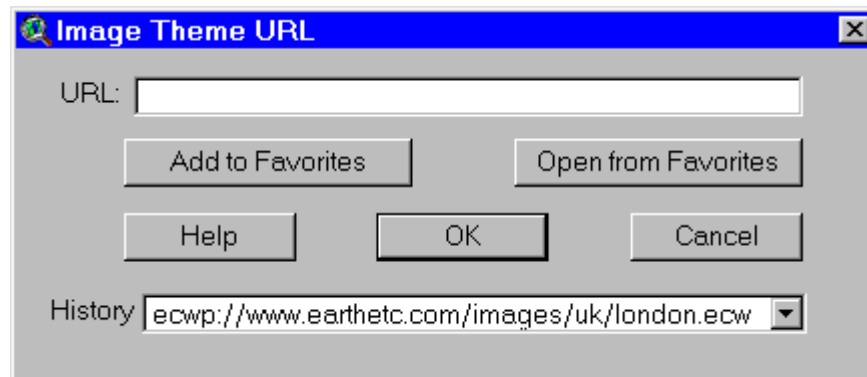 Image Theme URL
URL:
Add to Favorites Open from Favorites
Help OK Cancel
History ecwp://www.earthetc.com/images/uk/london.ecw